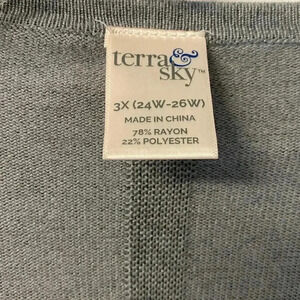 terra &
sky™
3X (24W-26W)
MADE IN CHINA
78% RAYON
22% POLYESTER